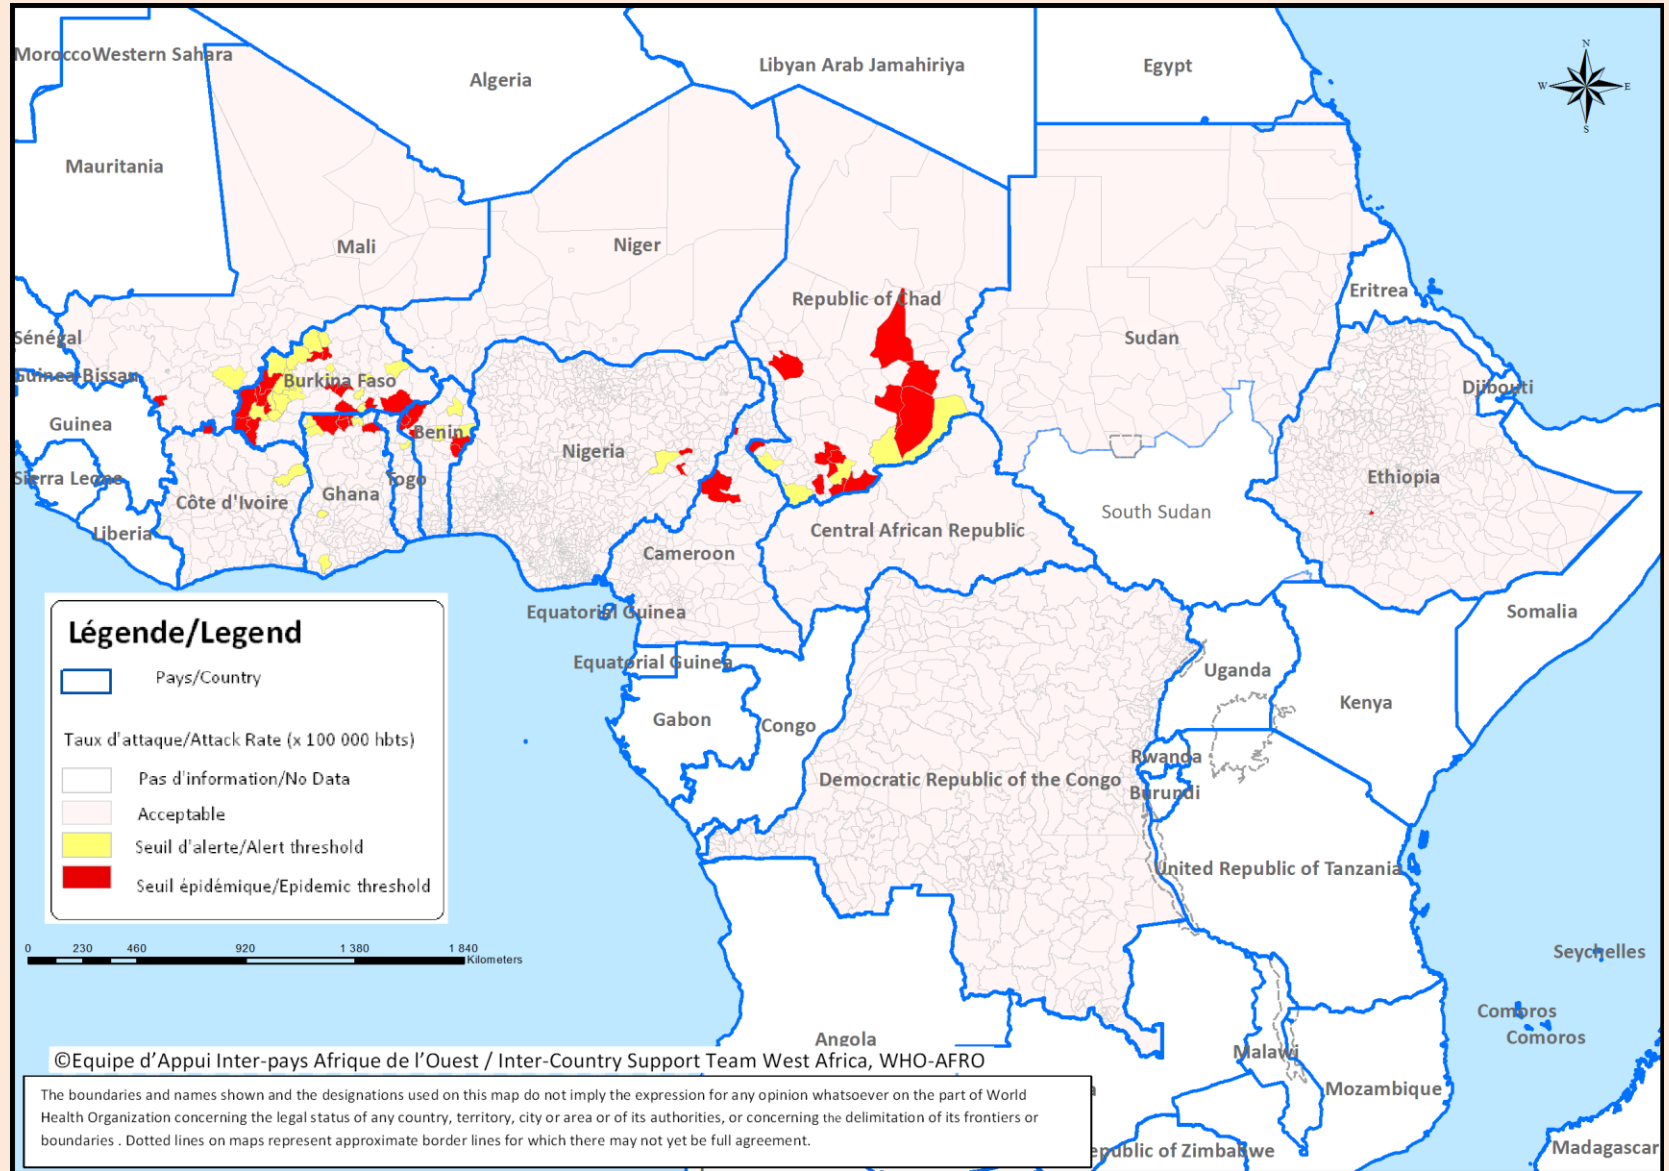 MoroccoWestern Sahara
Algeria
Libyan Arab Jamahiriya
Egypt
N
W
E
S
Mauritania
Mali
Niger
Republic of Chad
Sudan
Eritrea
Sénégal
Guinea-Bissau
Burkina Faso
Djibouti
Guinea
Benin
Nigeria
Ethiopia
Sierra Leone
Togo
Côte d'Ivoire
Ghana
South Sudan
Liberia
Central African Republic
Cameroon
Equatorial Guinea
Somalia
Equatorial Guinea
Uganda
Gabon
Congo
Kenya
Rwanda
Democratic Republic of the Congo
Burundi
United Republic of Tanzania
Seychelles
Comoros
Comoros
Angola
Malawi
Mozambique
Madagascar
Légende/Legend
Pays/Country
Taux d'attaque/Attack Rate (x 100 000 hbts)
Pas d'information/No Data
Acceptable
Seuil d'alerte/Alert threshold
Seuil épidémique/Epidemic threshold
0 230 460 920 1 380 1 840
Kilometers
©Equipe d'Appui Inter-pays Afrique de l'Ouest / Inter-Country Support Team West Africa, WHO-AFRO
The boundaries and names shown and the designations used on this map do not imply the expression for any opinion whatsoever on the part of World
Health Organization concerning the legal status of any country, territory, city or area or of its authorities, or concerning the delimitation of its frontiers or
boundaries . Dotted lines on maps represent approximate border lines for which there may not yet be full agreement.
epublic of Zimbabwe